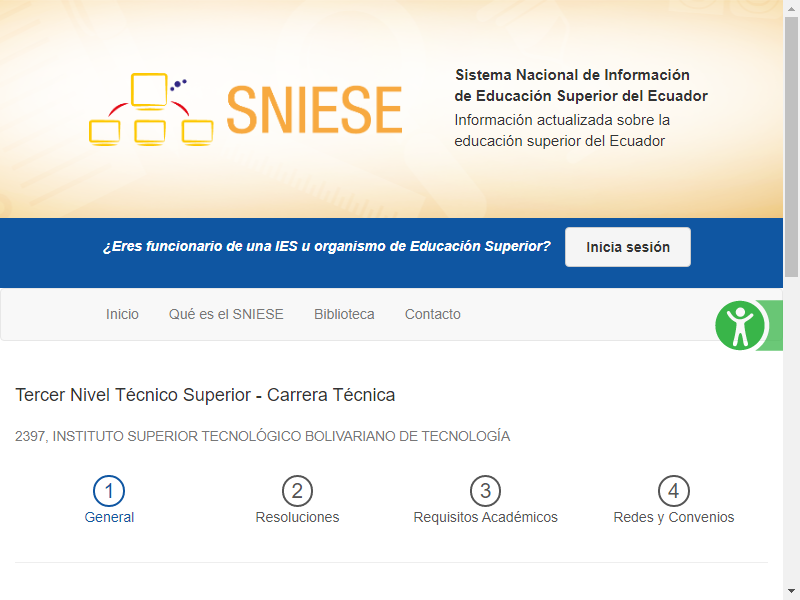 SNIESE
Sistema Nacional de Información
de Educación Superior del Ecuador
Información actualizada sobre la
educación superior del Ecuador
¿Eres funcionario de una IES u organismo de Educación Superior?
Inicia sesión
Inicio
Qué es el SNIESE
Biblioteca
Contacto
Tercer Nivel Técnico Superior - Carrera Técnica
2397, INSTITUTO SUPERIOR TECNOLÓGICO BOLIVARIANO DE TECNOLOGÍA
1
General
2
Resoluciones
3
Requisitos Académicos
4
Redes y Convenios